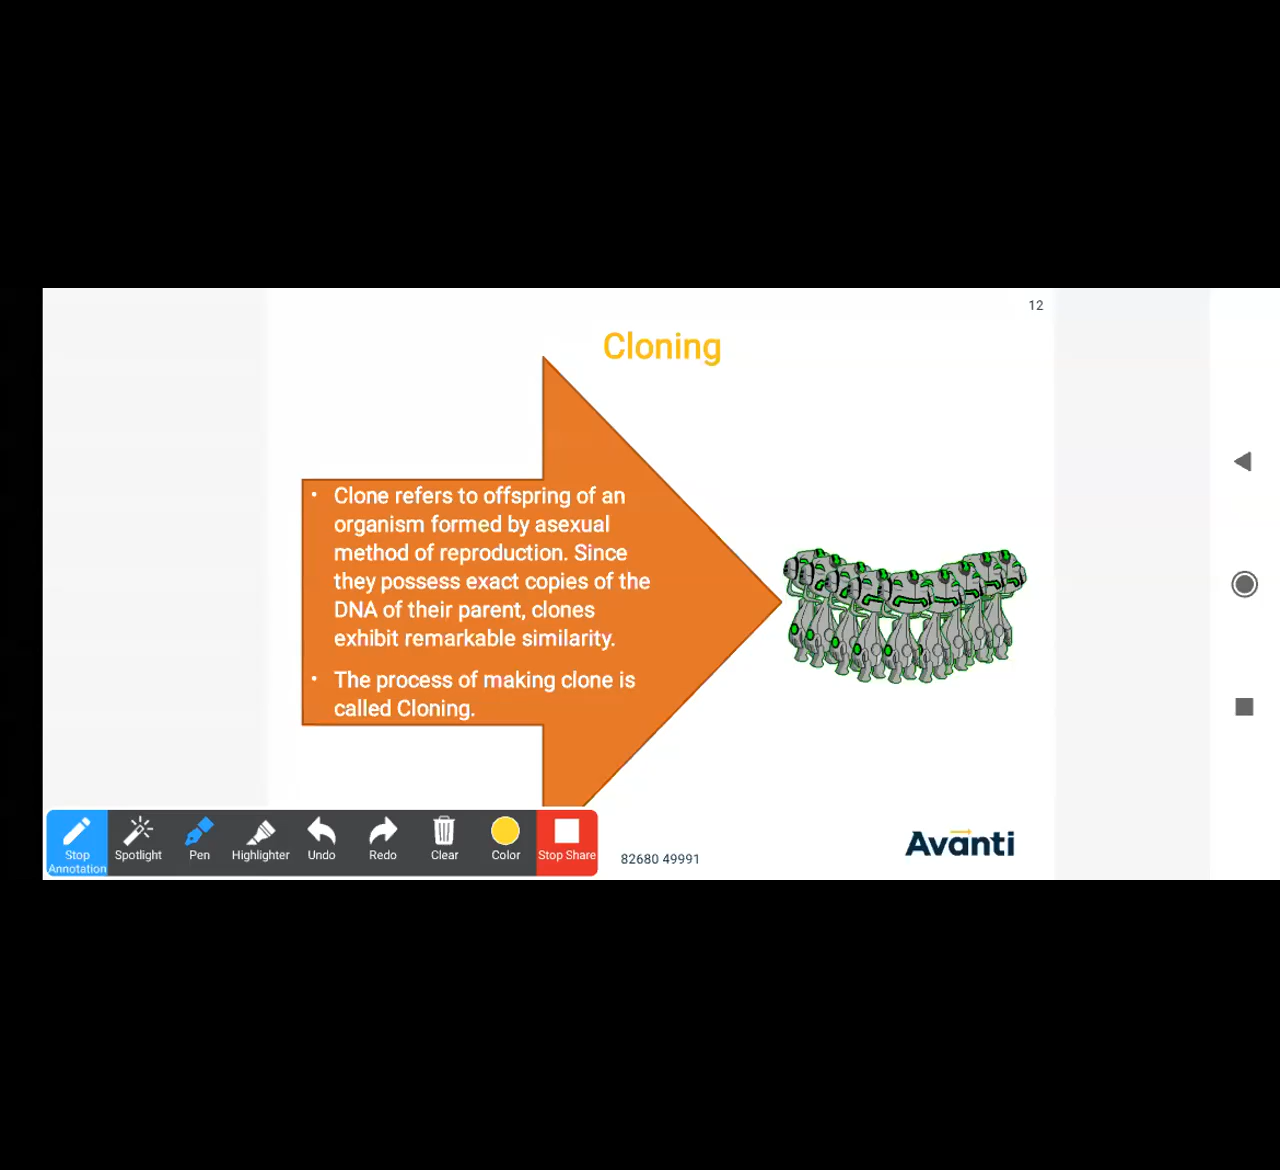 12
Cloning
• Clone refers to offspring of an
organism formed by asexual
method of reproduction. Since
they possess exact copies of the
DNA of their parent, clones
exhibit remarkable similarity.
• The process of making clone is
called Cloning.
Stop
Annotation
Spotlight
Pen
Highlighter
Undo
Redo
Clear
Color
Stop Share
82680 49991
Avanti